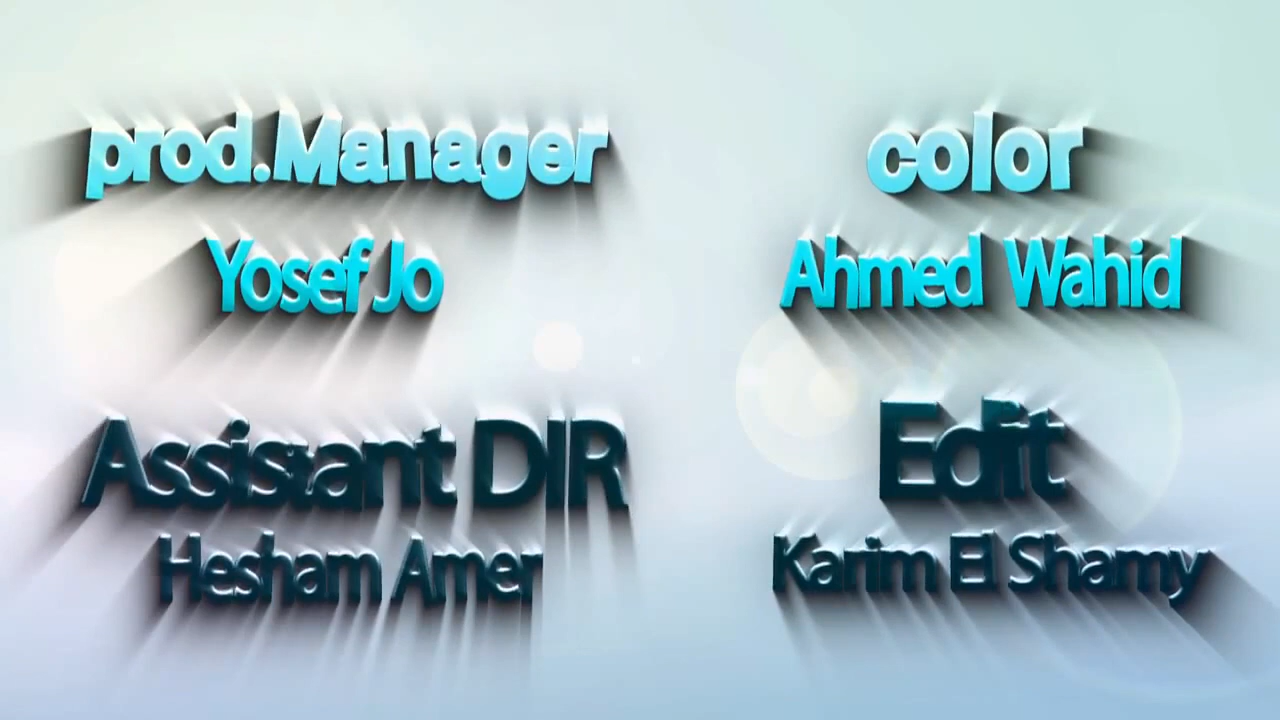 prod.Manager
Yosef Jo
color
Ahmed Wahid
Assistant DIR
Hesham Amer
Edit
Karim El Shamy